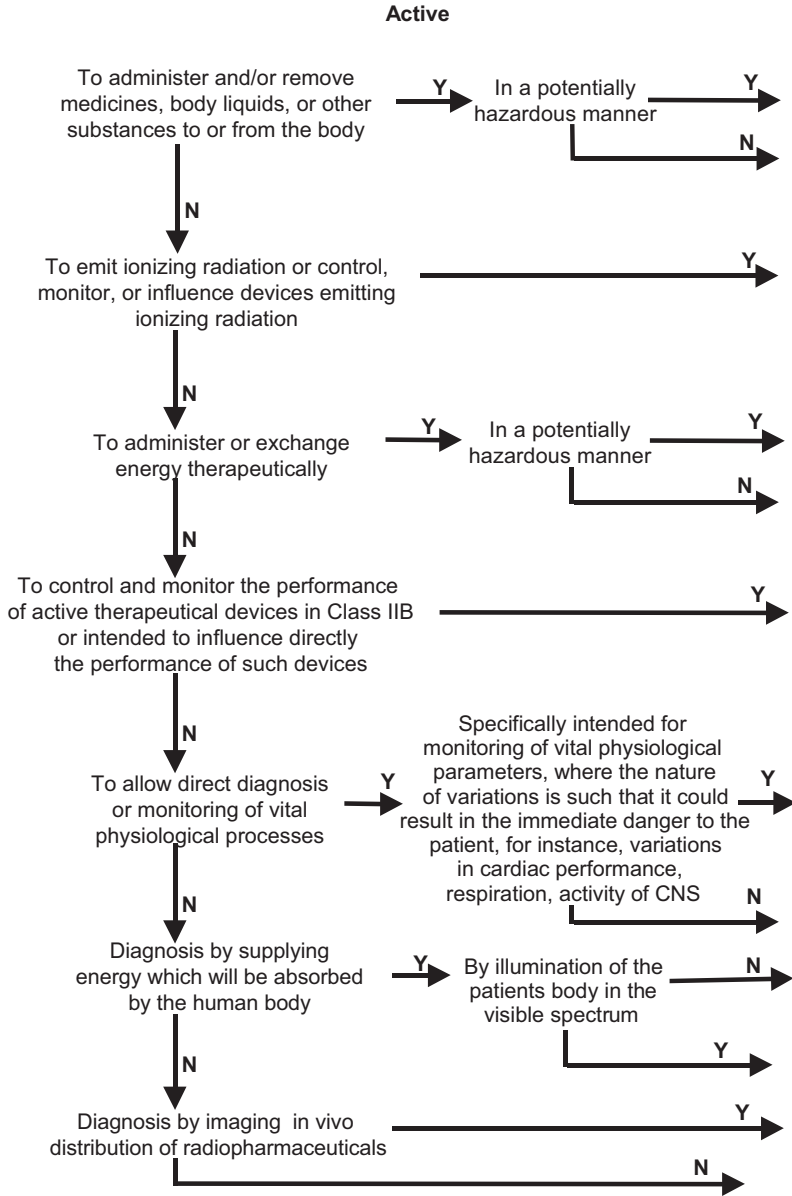 Active
To administer and/or remove
medicines, body liquids, or other
substances to or from the body
Y
In a potentially
hazardous manner
Y
N
N
To emit ionizing radiation or control,
monitor, or influence devices emitting
ionizing radiation
Y
N
To administer or exchange
energy therapeutically
Y
In a potentially
hazardous manner
Y
N
N
To control and monitor the performance
of active therapeutical devices in Class IIB
or intended to influence directly
the performance of such devices
Y
N
To allow direct diagnosis
or monitoring of vital
physiological processes
Y
Specifically intended for
monitoring of vital physiological
parameters, where the nature
of variations is such that it could
result in the immediate danger to the
patient, for instance, variations
in cardiac performance,
respiration, activity of CNS
Y
N
N
Diagnosis by supplying
energy which will be absorbed
by the human body
Y
By illumination of the
patients body in the
visible spectrum
N
Y
N
Diagnosis by imaging in vivo
distribution of radiopharmaceuticals
Y
N